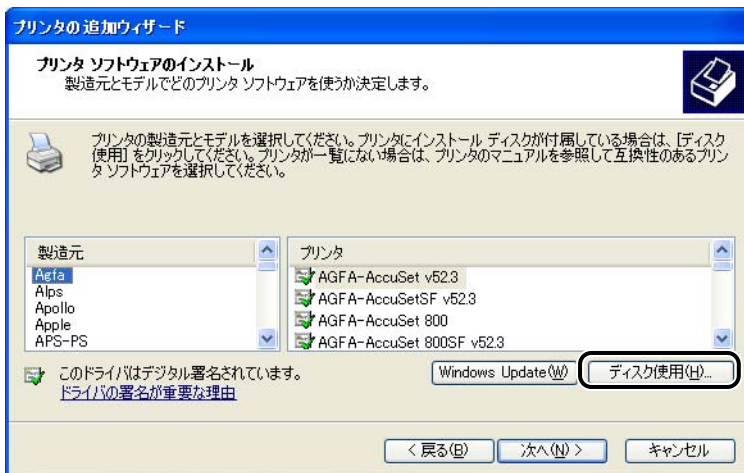 プリンタの追加ウィザード
プリンタ ソフトウェアのインストール
製造元とモデルでどのプリンタ ソフトウェアを使うか決定します。
プリンタの製造元とモデルを選択してください。プリンタにインストール ディスクが付属している場合は、[ディスク
使用] をクリックしてください。プリンタが一覧にない場合は、プリンタのマニュアルを参照して互換性のあるプリン
タ ソフトウェアを選択してください。
製造元
Agfa
Alps
Apollo
Apple
APS-PS
プリンタ
AGFA-AccuSet v52.3
AGFA-AccuSetSF v52.3
AGFA-AccuSet 800
AGFA-AccuSet 800SF v52.3
このドライバはデジタル署名されています。
ドライバの署名が重要な理由
Windows Update(W)
ディスク使用(H)...
< 戻る(B)
次へ(N) >
キャンセル